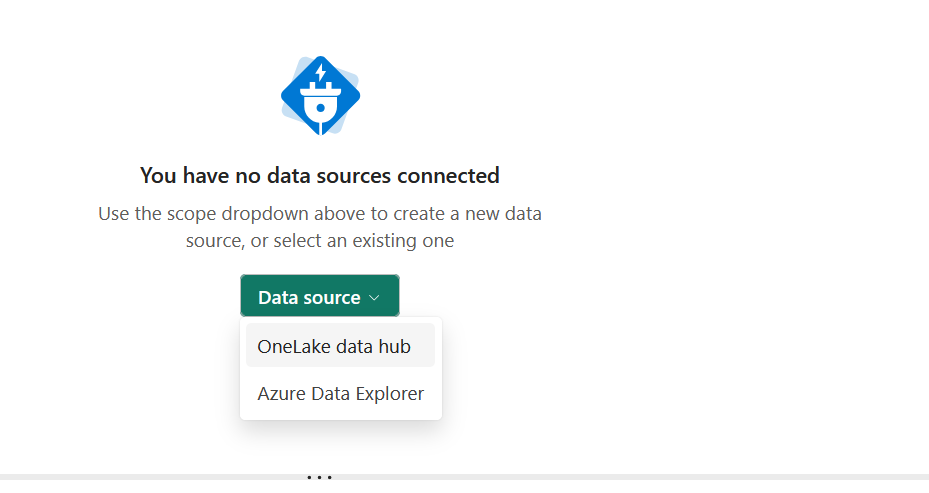 You have no data sources connected
Use the scope dropdown above to create a new data
source, or select an existing one
Data source
OneLake data hub
Azure Data Explorer